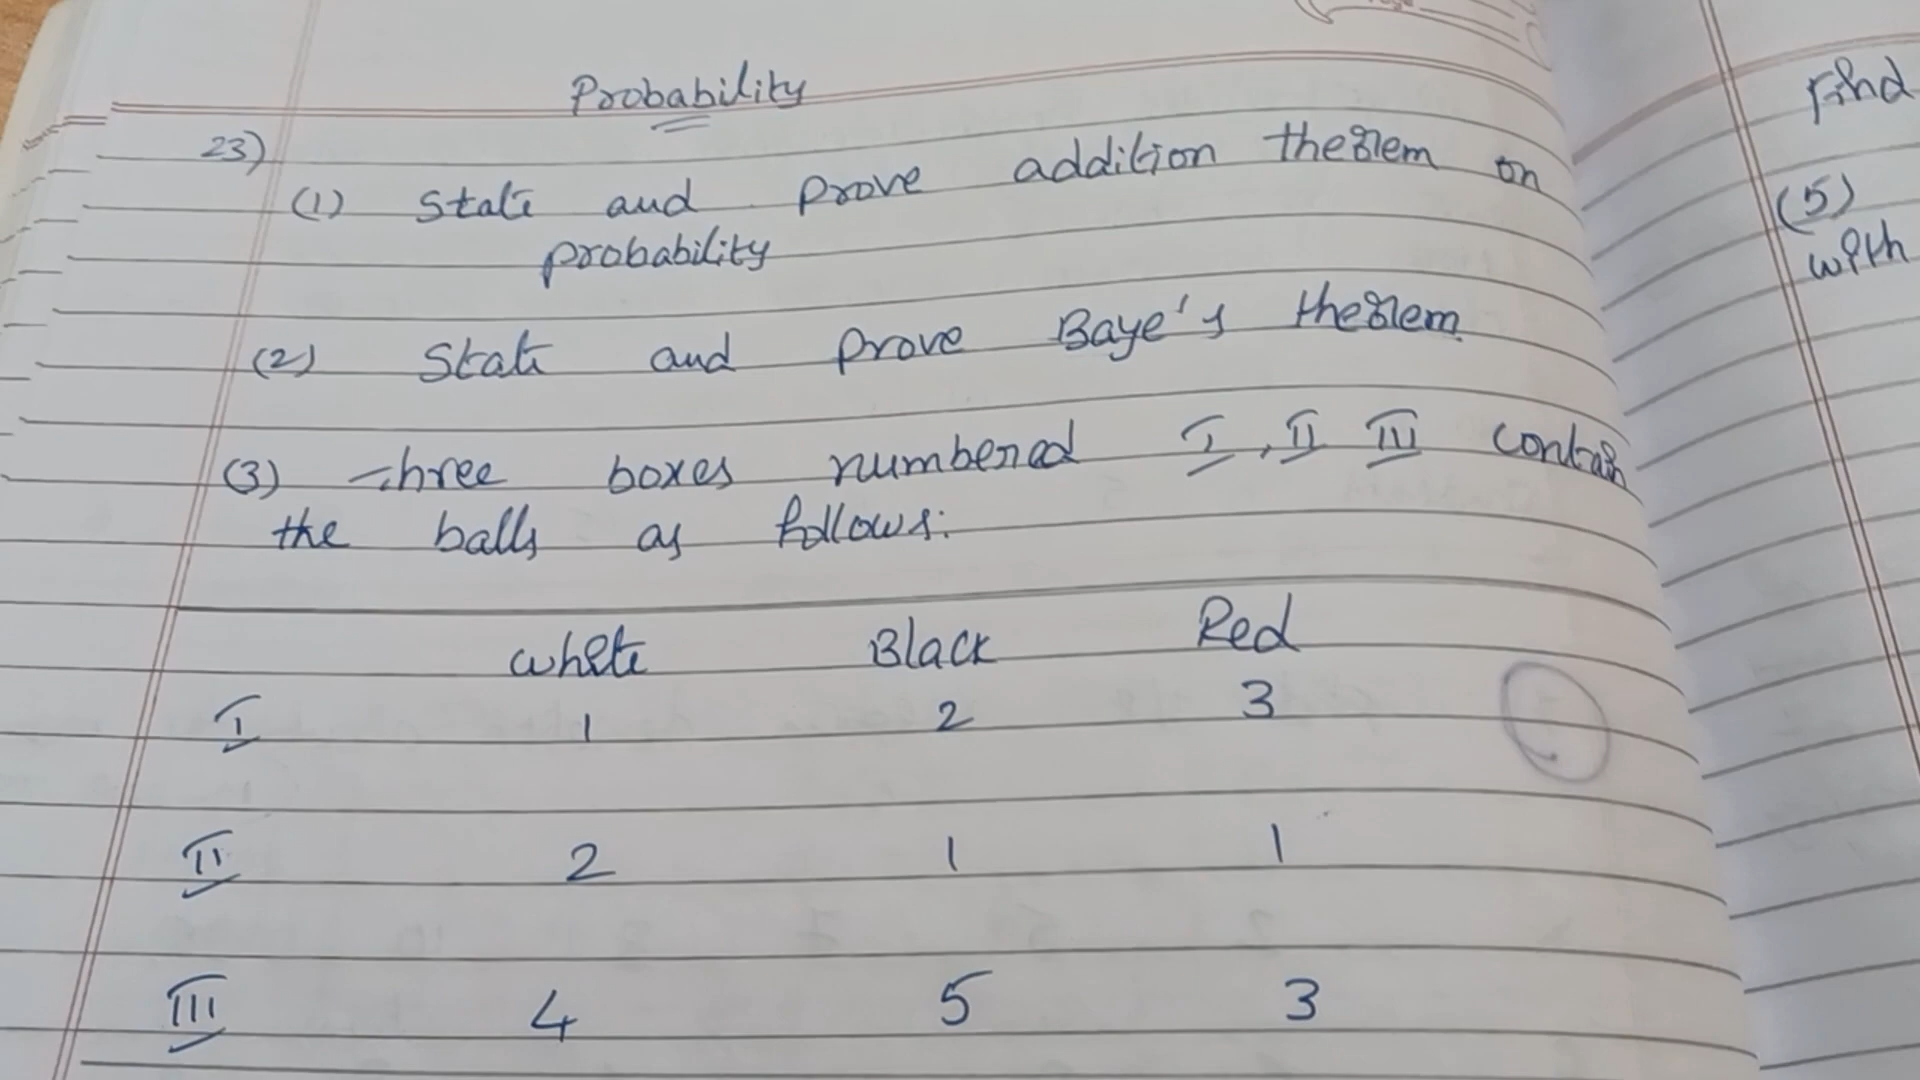 Probability
23)
(1) State and prove addition theorem on
probability
(2) State and prove Baye's theorem
(3) Three boxes numbered I, II III contain
the balls as follows:
White Black Red
I 1 2 3
II 2 1 1
III 4 5 3
Find
(5)
with